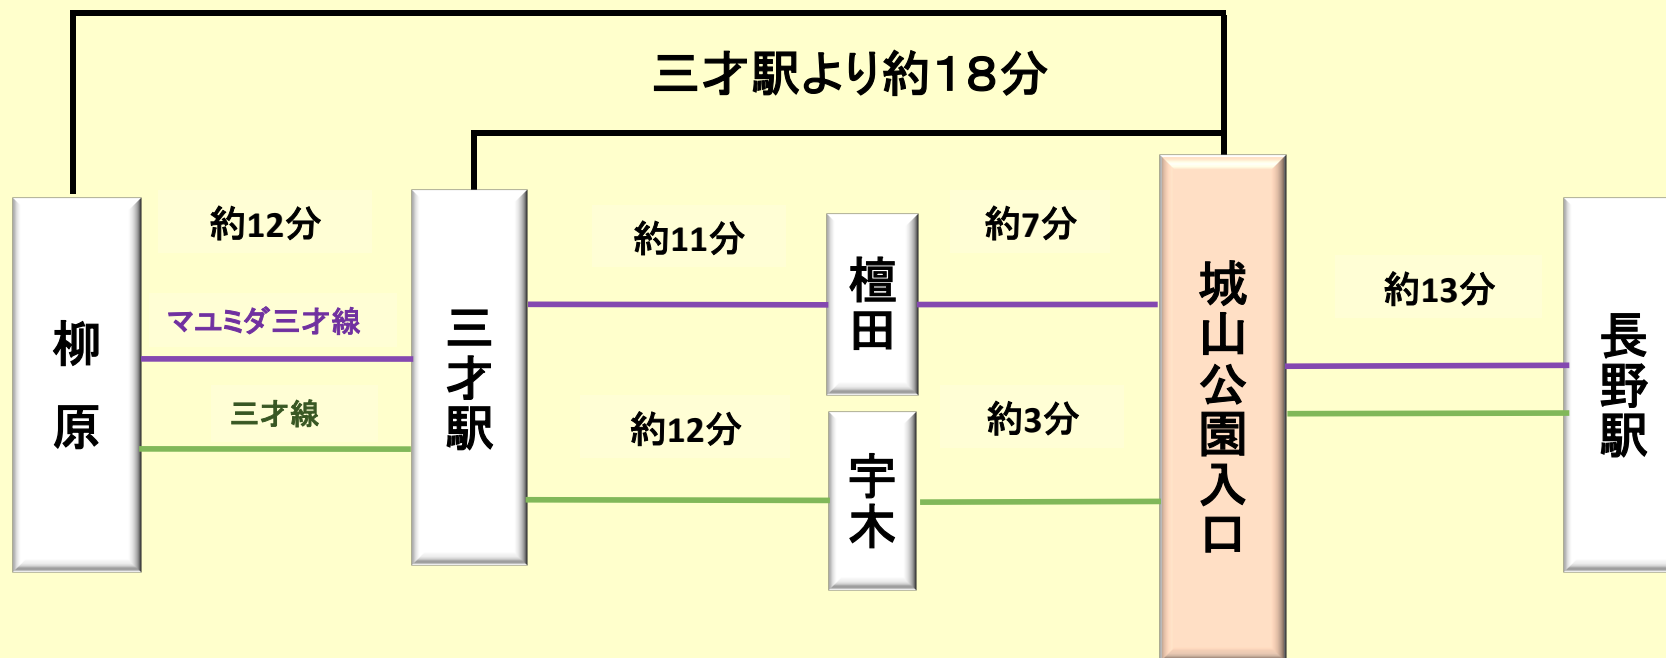 三才駅より約18分
柳原
約12分
マユミダ三才線
三才線
三才駅
約11分
約12分
檀田
宇木
約7分
約3分
城山公園入口
約13分
長野駅